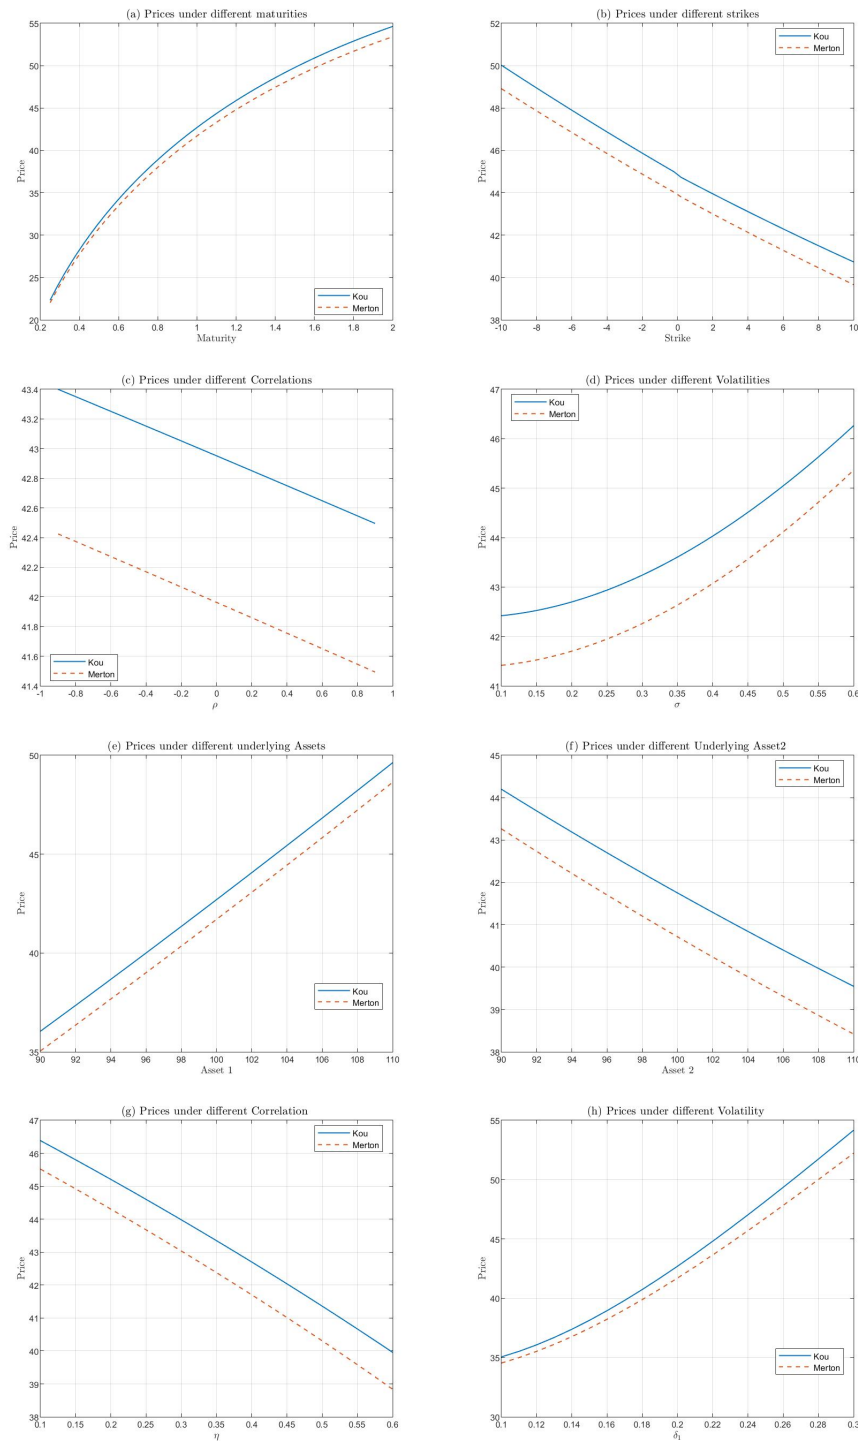 (a) Prices under different maturities
55
50
45
40
35
30
25
20
Price
Kou
Merton
0.2 0.4 0.6 0.8 1 1.2 1.4 1.6 1.8 2
Maturity
(b) Prices under different strikes
52
50
48
46
44
42
40
38
Price
Kou
Merton
-10 -8 -6 -4 -2 0 2 4 6 8 10
Strike
(c) Prices under different Correlations
43.4
43.2
43
42.8
42.6
42.4
42.2
42
41.8
41.6
41.4
Price
Kou
Merton
-1 -0.8 -0.6 -0.4 -0.2 0 0.2 0.4 0.6 0.8 1
ρ
(d) Prices under different Volatilities
47
46
45
44
43
42
41
Price
Kou
Merton
0.1 0.15 0.2 0.25 0.3 0.35 0.4 0.45 0.5 0.55 0.6
σ
(e) Prices under different underlying Assets
50
45
40
35
Price
Kou
Merton
90 92 94 96 98 100 102 104 106 108 110
Asset 1
(f) Prices under different Underlying Asset2
45
44
43
42
41
40
39
38
Price
Kou
Merton
90 92 94 96 98 100 102 104 106 108 110
Asset 2
(g) Prices under different Correlation
47
46
45
44
43
42
41
40
39
38
Price
Kou
Merton
0.1 0.15 0.2 0.25 0.3 0.35 0.4 0.45 0.5 0.55 0.6
η
(h) Prices under different Volatility
55
50
45
40
35
30
Price
Kou
Merton
0.1 0.12 0.14 0.16 0.18 0.2 0.22 0.24 0.26 0.28 0.3
δ₁